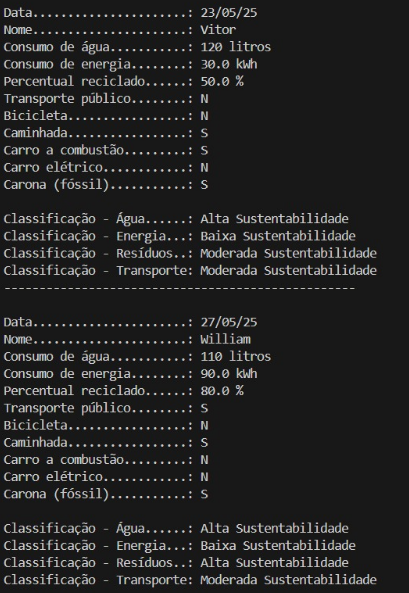 Data......................: 23/05/25
Nome......................: Vitor
Consumo de água...........: 120 litros
Consumo de energia........: 30.0 kWh
Percentual reciclado......: 50.0 %
Transporte público........: N
Bicicleta.................: N
Caminhada.................: S
Carro a combustão.........: S
Carro elétrico............: N
Carona (fóssil)...........: S
Classificação - Água......: Alta Sustentabilidade
Classificação - Energia...: Baixa Sustentabilidade
Classificação - Resíduos..: Moderada Sustentabilidade
Classificação - Transporte: Moderada Sustentabilidade
--------------------------------------------------
Data......................: 27/05/25
Nome......................: William
Consumo de água...........: 110 litros
Consumo de energia........: 90.0 kWh
Percentual reciclado......: 80.0 %
Transporte público........: S
Bicicleta.................: N
Caminhada.................: S
Carro a combustão.........: N
Carro elétrico............: N
Carona (fóssil)...........: S
Classificação - Água......: Alta Sustentabilidade
Classificação - Energia...: Baixa Sustentabilidade
Classificação - Resíduos..: Alta Sustentabilidade
Classificação - Transporte: Moderada Sustentabilidade